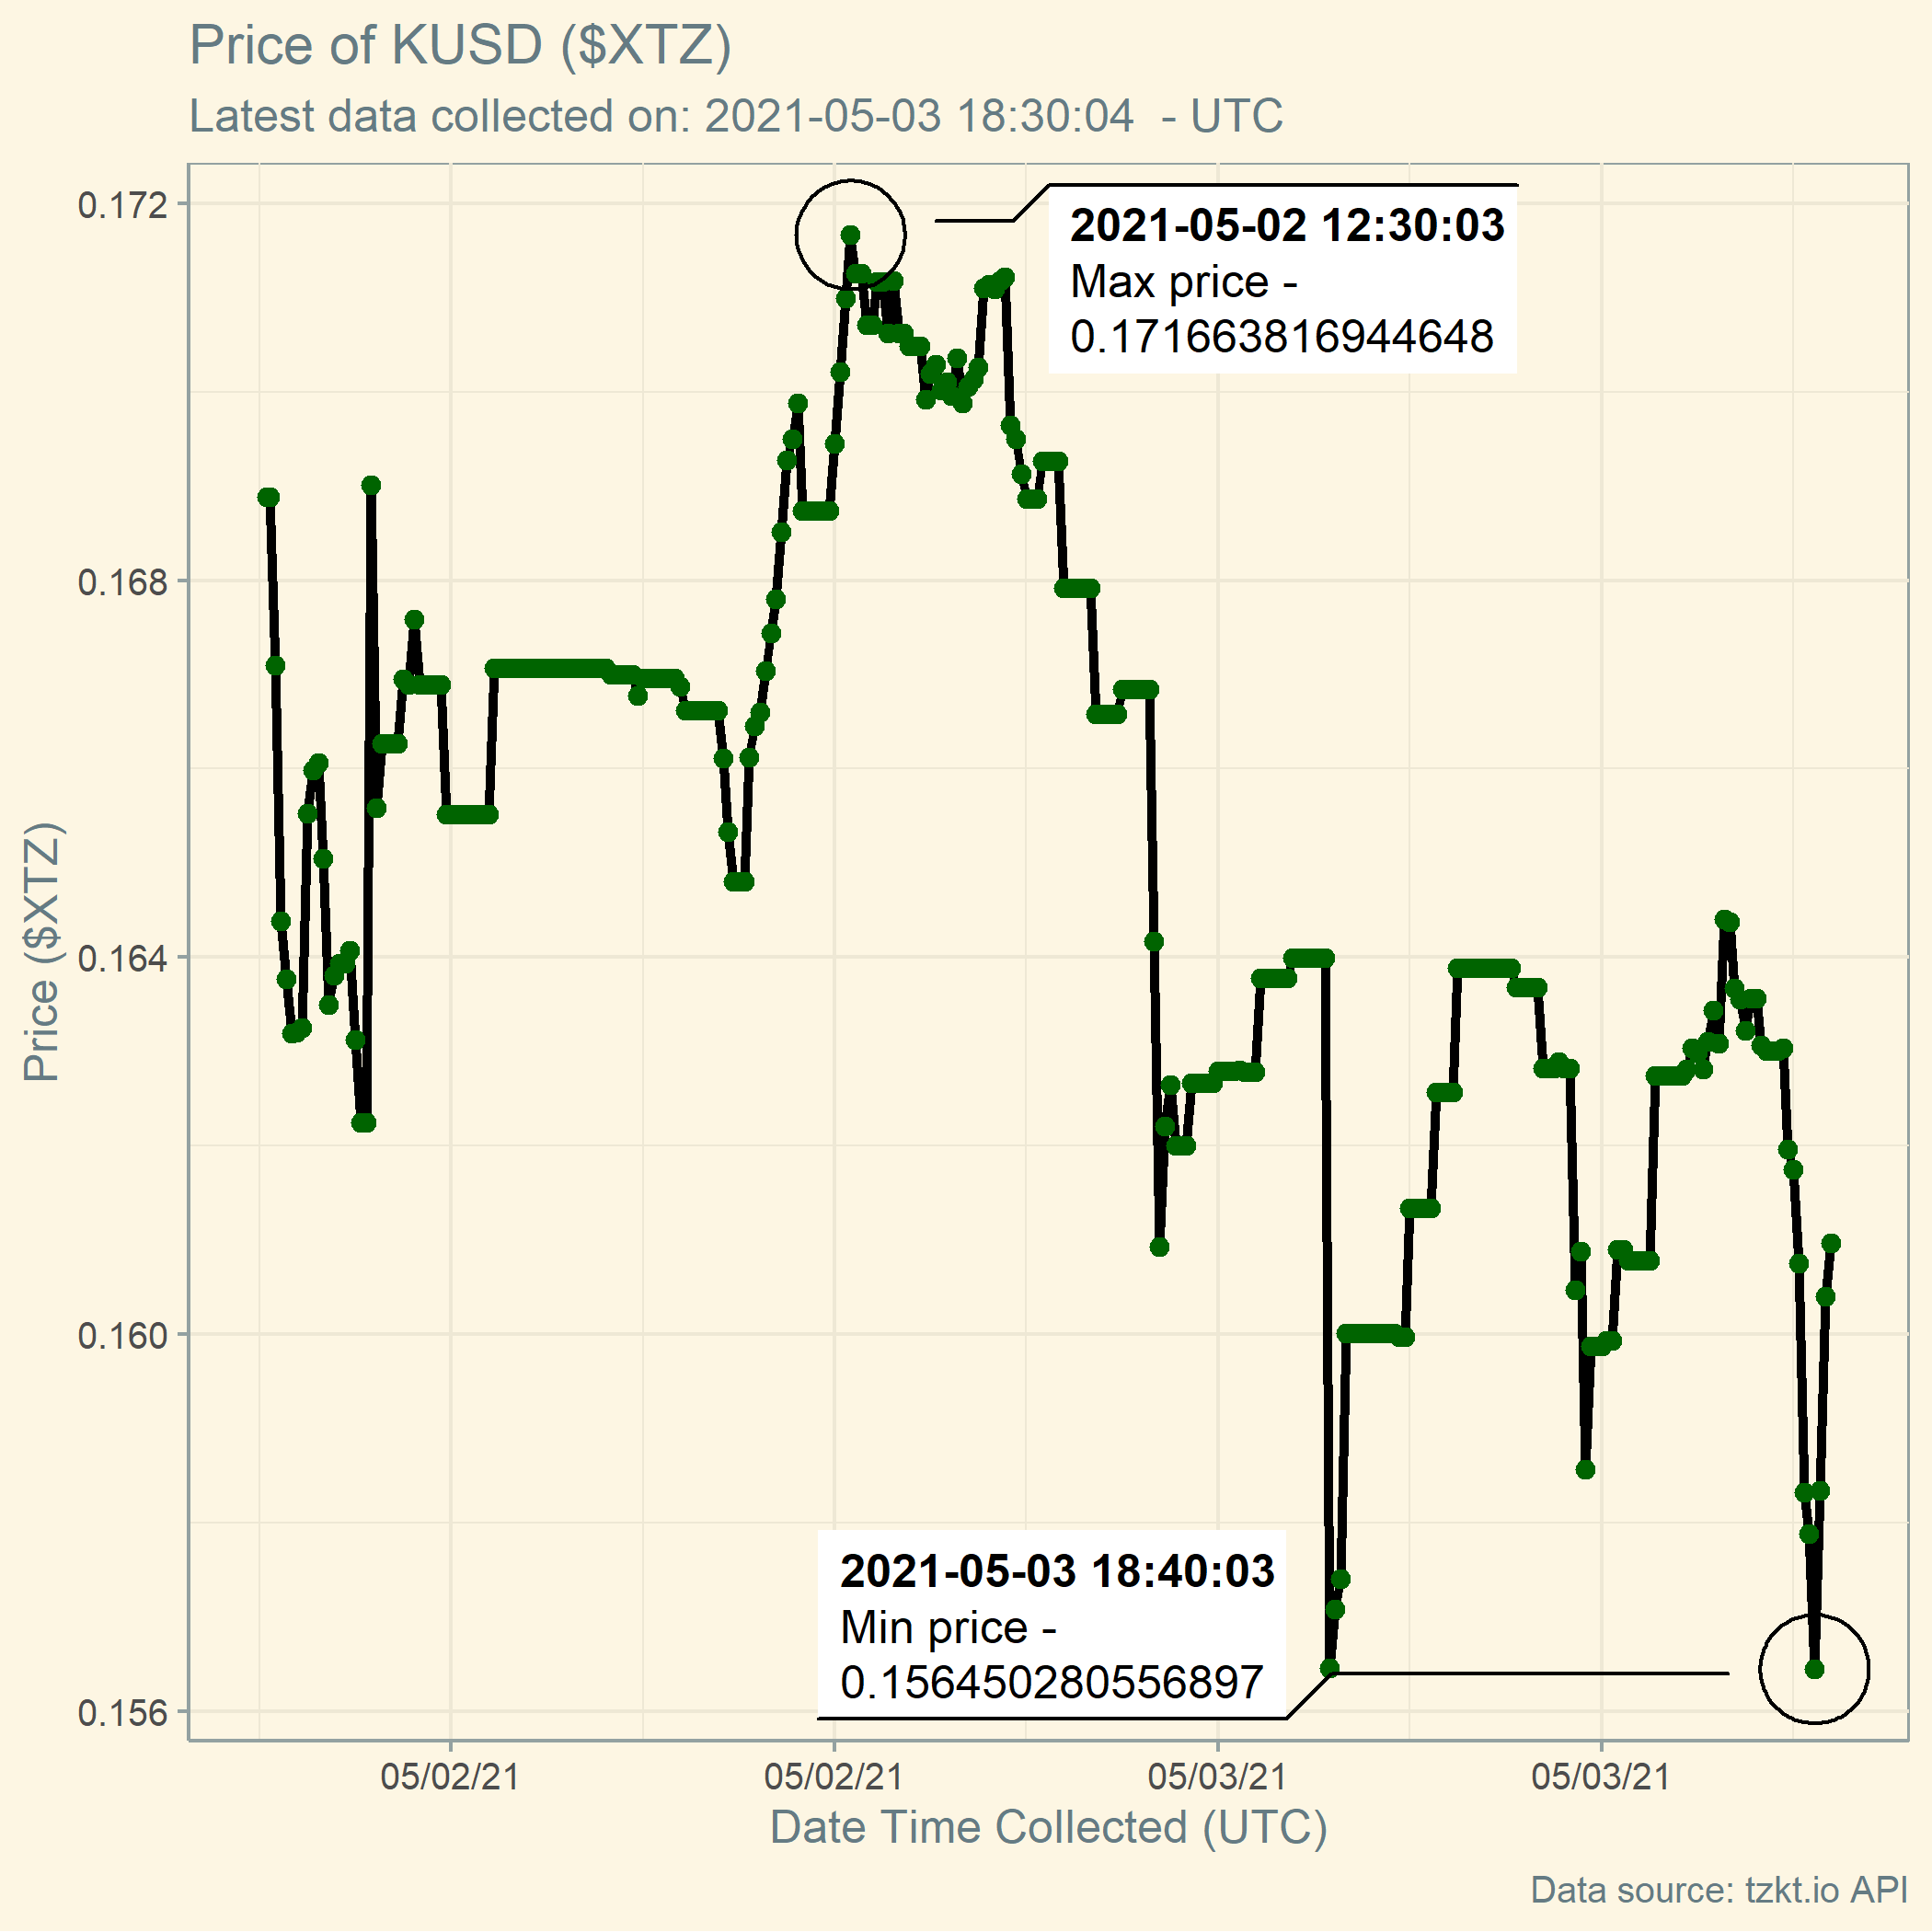 Price of KUSD ($XTZ)
Latest data collected on: 2021-05-03 18:30:04  - UTC
0.172
0.168
0.164
0.160
0.156
Price ($XTZ)
2021-05-02 12:30:03
Max price -
0.171663816944648
2021-05-03 18:40:03
Min price -
0.156450280556897
05/02/21
05/02/21
05/03/21
05/03/21
Date Time Collected (UTC)
Data source: tzkt.io API